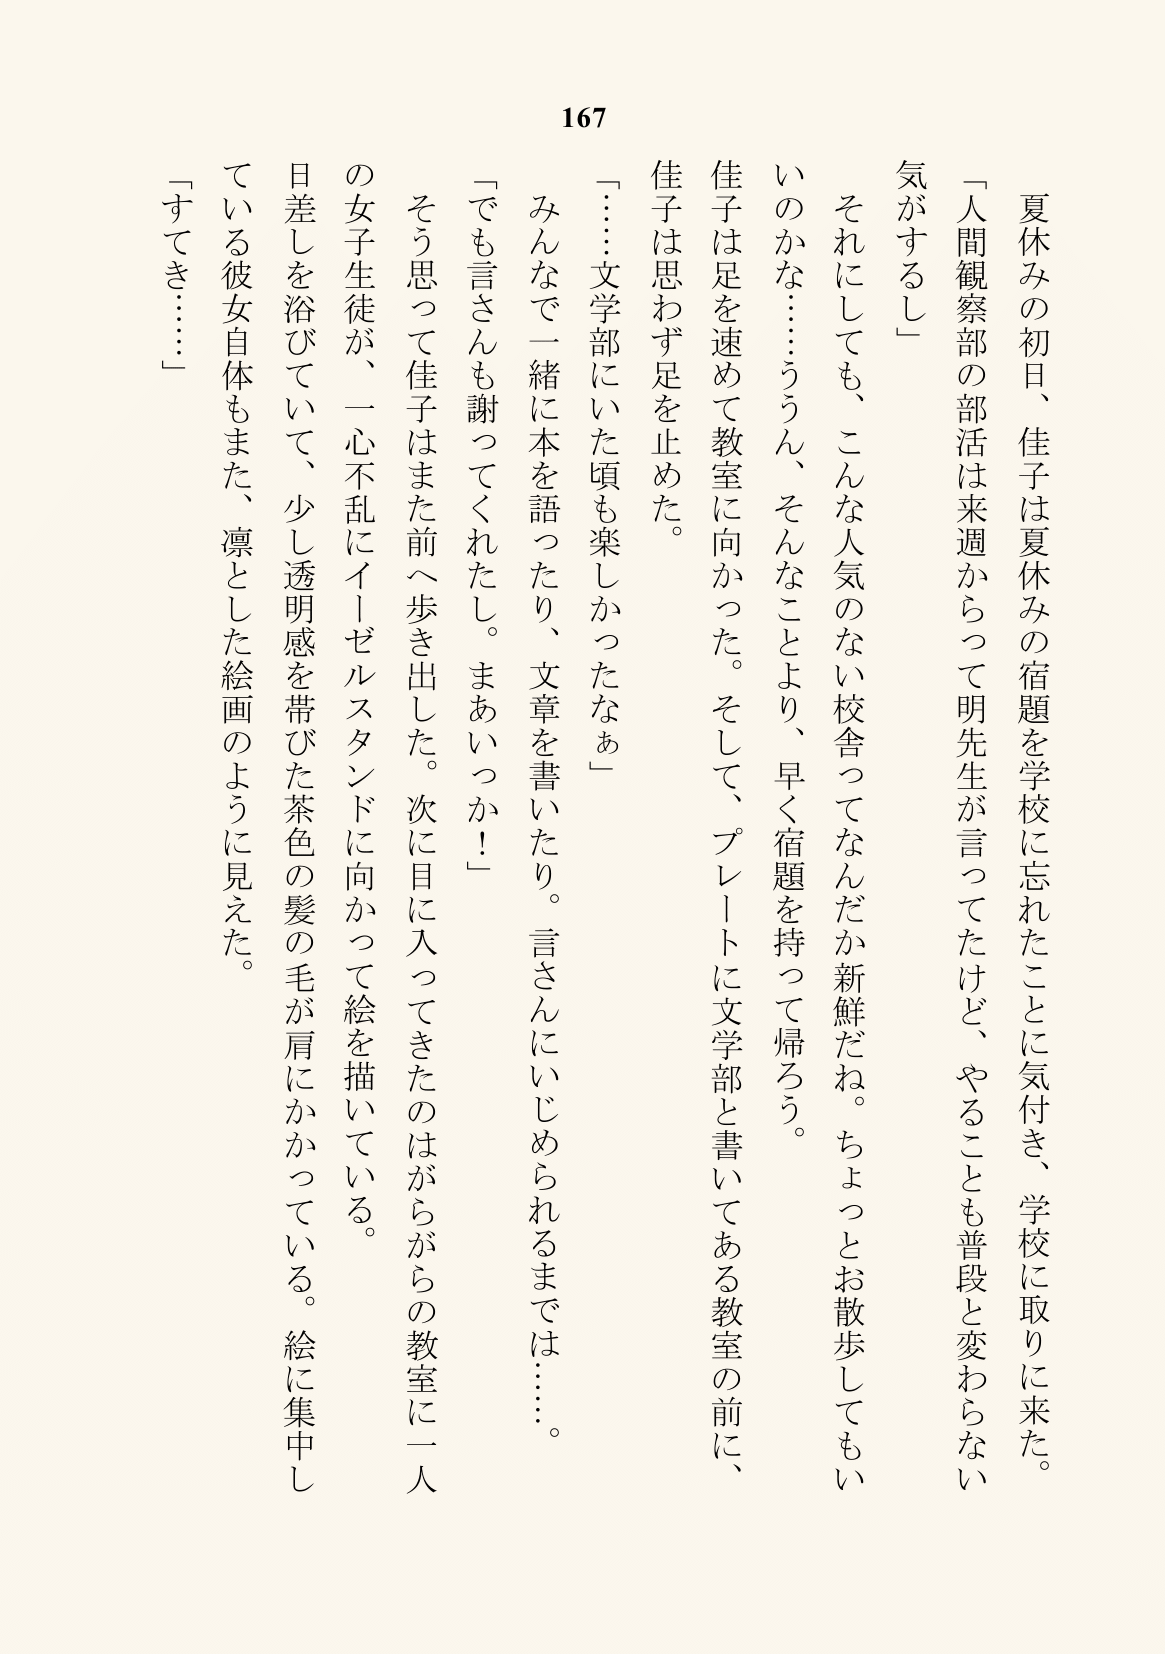 167
　夏休みの初日、佳子は夏休みの宿題を学校に忘れたことに気付き、学校に取りに来た。
「人間観察部の部活は来週からって明先生が言ってたけど、やることも普段と変わらない
気がするし」
　それにしても、こんな人気のない校舎ってなんだか新鮮だね。ちょっとお散歩してもい
いのかな……ううん、そんなことより、早く宿題を持って帰ろう。
佳子は足を速めて教室に向かった。そして、プレートに文学部と書いてある教室の前に、
佳子は思わず足を止めた。
「……文学部にいた頃も楽しかったなぁ」
　みんなで一緒に本を語ったり、文章を書いたり。言さんにいじめられるまでは……。
「でも言さんも謝ってくれたし。まあいっか！」
　そう思って佳子はまた前へ歩き出した。次に目に入ってきたのはがらがらの教室に一人
の女子生徒が、一心不乱にイーゼルスタンドに向かって絵を描いている。
日差しを浴びていて、少し透明感を帯びた茶色の髪の毛が肩にかかっている。絵に集中し
ている彼女自体もまた、凛とした絵画のように見えた。
「すてき……」